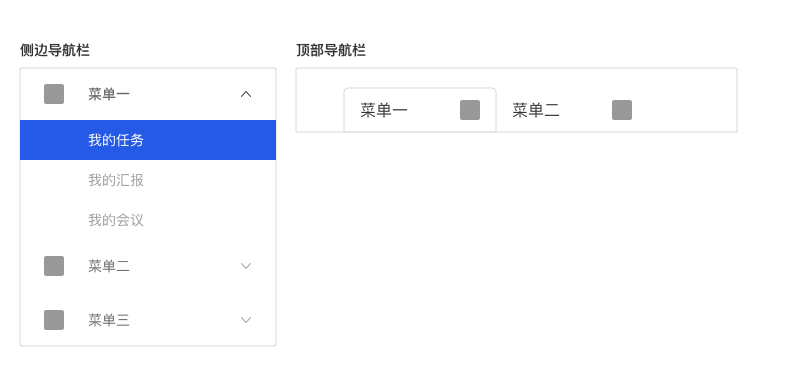 侧边导航栏
菜单一
我的任务
我的汇报
我的会议
菜单二
菜单三
顶部导航栏
菜单一 菜单二